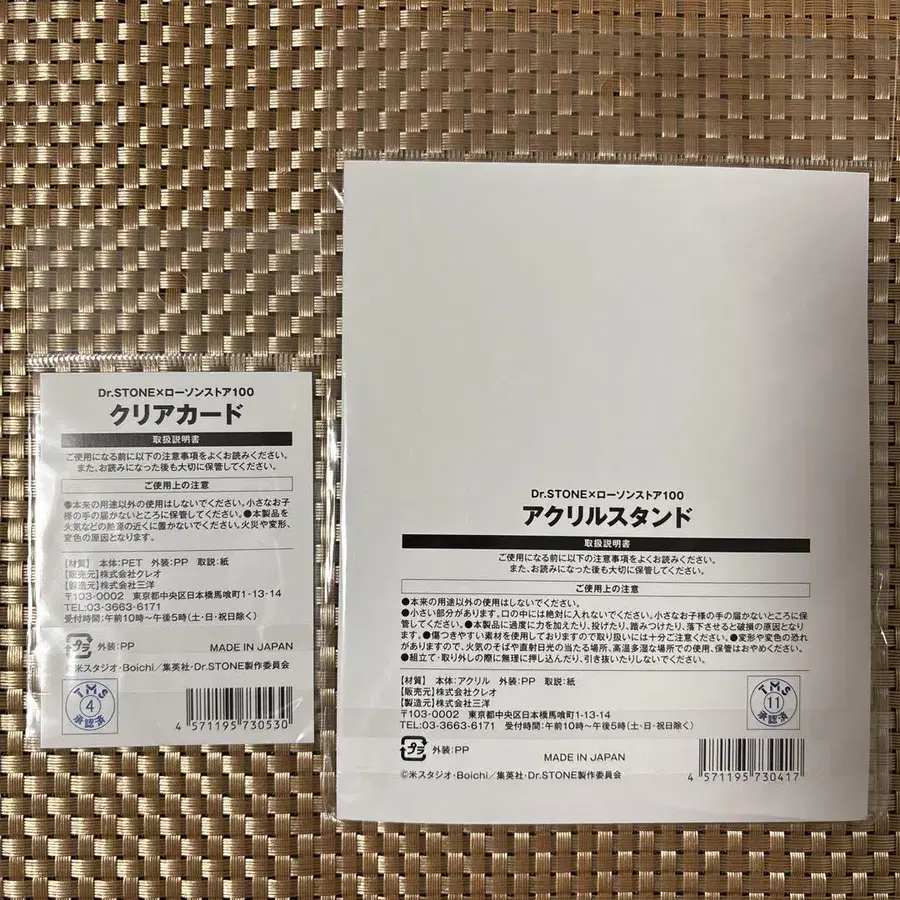 Dr.STONE×ローソンストア100
クリアカード
取扱説明書
ご使用になる前に以下の注意事項をよくお読みください。
また、お読みになった後も大切に保管してください。
ご使用上の注意
●本来の用途以外の使用はしないでください。小さなお子
様の手の届かないところに保管してください。●本製品を
火気などの熱源の近くに置かないでください。火災や変形、
変色の原因となります。
【材質】 本体:PET 外装:PP 取説:紙
【販売元】株式会社クレオ
【製造元】株式会社三洋
〒103-0002 東京都中央区日本橋馬喰町1-13-14
TEL:03-3663-6171
受付時間:午前10時〜午後5時(土・日・祝日除く)
プラ 外装:PP
MADE IN JAPAN
©米スタジオ・Boichi/集英社・Dr.STONE製作委員会
TMS
4
承認済
4 571195 730530
Dr.STONE×ローソンストア100
アクリルスタンド
取扱説明書
ご使用になる前に以下の注意事項をよくお読みください。
また、お読みになった後も大切に保管してください。
ご使用上の注意
●本来の用途以外の使用はしないでください。
●小さい部分があります。口の中には絶対に入れないでください。小さなお子様の手の届かないところに保
管してください。●本製品に過度に力を加えたり、投げたり、踏みつけたり、落下させると破損の原因となり
ます。●傷つきやすい素材を使用しておりますので取り扱いには十分ご注意ください。●変形や変色の恐れ
がありますので、火気のそばや直射日光の当たる場所、高温多湿な場所での使用、保管はおやめください。
●組立て・取り外しの際に無理に押し込んだり、引き抜いたりしないでください。
【材質】 本体:アクリル 外装:PP 取説:紙
【販売元】株式会社クレオ
【製造元】株式会社三洋
〒103-0002 東京都中央区日本橋馬喰町1-13-14
TEL:03-3663-6171 受付時間:午前10時〜午後5時(土・日・祝日除く)
プラ 外装:PP
MADE IN JAPAN
©米スタジオ・Boichi/集英社・Dr.STONE製作委員会
TMS
11
承認済
4 571195 730417